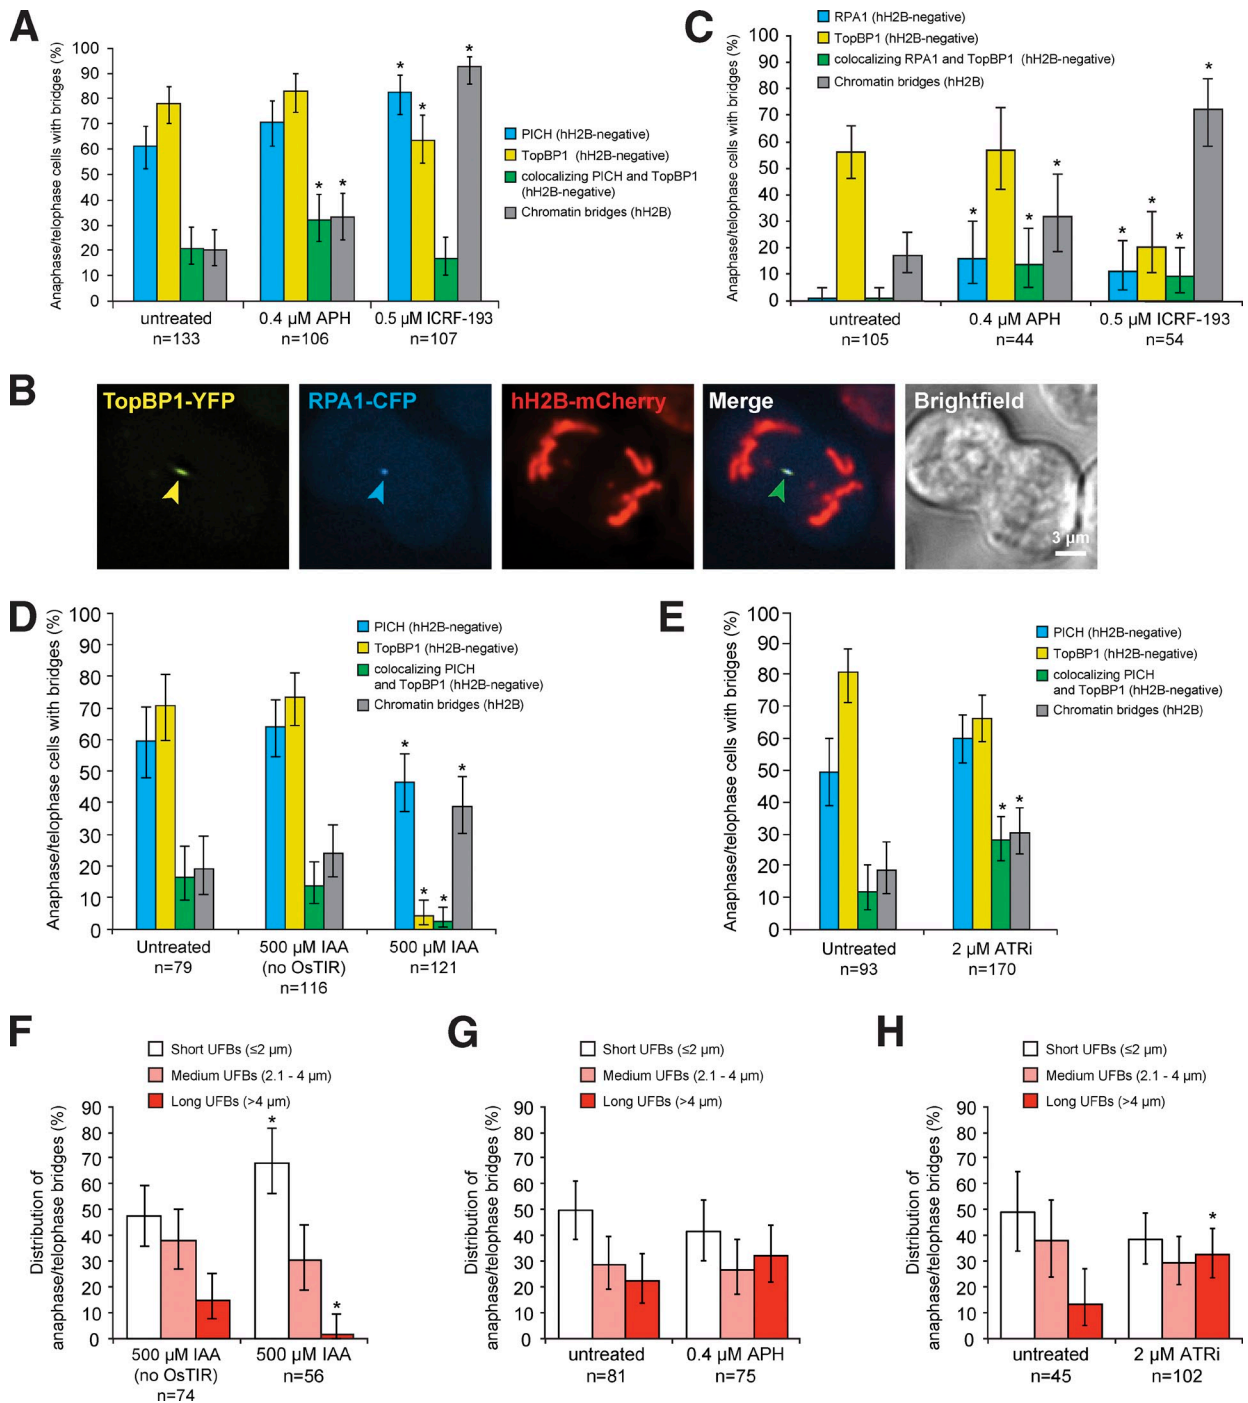 A
Anaphase/telophase cells with bridges (%)
100
90
80
70
60
50
40
30
20
10
0
* * * * *
untreated
n=133
0.4 µM APH
n=106
0.5 µM ICRF-193
n=107
PICH (hH2B-negative)
TopBP1 (hH2B-negative)
colocalizing PICH and TopBP1
(hH2B-negative)
Chromatin bridges (hH2B)
C
RPA1 (hH2B-negative)
TopBP1 (hH2B-negative)
colocalizing RPA1 and TopBP1 (hH2B-negative)
Chromatin bridges (hH2B)
Anaphase/telophase cells with bridges (%)
100
90
80
70
60
50
40
30
20
10
0
* * * * * * *
untreated
n=105
0.4 µM APH
n=44
0.5 µM ICRF-193
n=54
B
TopBP1-YFP
RPA1-CFP
hH2B-mCherry
Merge
Brightfield
3 µm
D
Anaphase/telophase cells with bridges (%)
100
90
80
70
60
50
40
30
20
10
0
PICH (hH2B-negative)
TopBP1 (hH2B-negative)
colocalizing PICH
and TopBP1 (hH2B-negative)
Chromatin bridges (hH2B)
* * * *
Untreated
n=79
500 µM IAA
(no OsTIR)
n=116
500 µM IAA
n=121
E
Anaphase/telophase cells with bridges (%)
100
90
80
70
60
50
40
30
20
10
0
PICH (hH2B-negative)
TopBP1 (hH2B-negative)
colocalizing PICH
and TopBP1 (hH2B-negative)
Chromatin bridges (hH2B)
* *
Untreated
n=93
2 µM ATRi
n=170
F
Short UFBs (≤2 µm)
Medium UFBs (2.1 - 4 µm)
Long UFBs (>4 µm)
Distribution of
anaphase/telophase bridges (%)
90
80
70
60
50
40
30
20
10
0
* *
500 µM IAA
(no OsTIR)
n=74
500 µM IAA
n=56
G
Short UFBs (≤2 µm)
Medium UFBs (2.1 - 4 µm)
Long UFBs (>4 µm)
Distribution of
anaphase/telophase bridges (%)
90
80
70
60
50
40
30
20
10
0
untreated
n=81
0.4 µM APH
n=75
H
Short UFBs (≤2 µm)
Medium UFBs (2.1 - 4 µm)
Long UFBs (>4 µm)
Distribution of
anaphase/telophase bridges (%)
90
80
70
60
50
40
30
20
10
0
*
untreated
n=45
2 µM ATRi
n=102